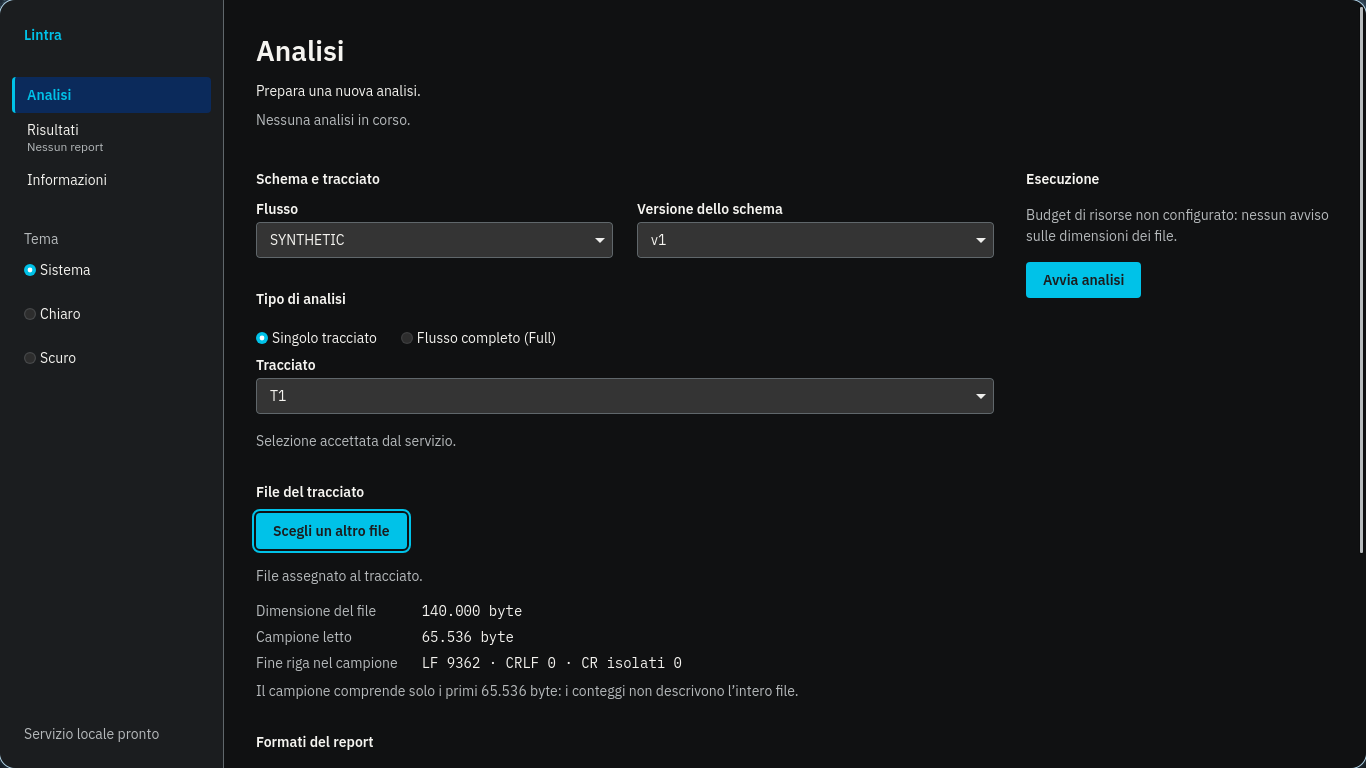 Lintra
Analisi
Risultati
Nessun report
Informazioni
Tema
Sistema
Chiaro
Scuro
Servizio locale pronto
Analisi
Prepara una nuova analisi.
Nessuna analisi in corso.
Schema e tracciato
Flusso
SYNTHETIC
Versione dello schema
v1
Tipo di analisi
Singolo tracciato
Flusso completo (Full)
Tracciato
T1
Selezione accettata dal servizio.
File del tracciato
Scegli un altro file
File assegnato al tracciato.
Dimensione del file 140.000 byte
Campione letto 65.536 byte
Fine riga nel campione LF 9362 · CRLF 0 · CR isolati 0
Il campione comprende solo i primi 65.536 byte: i conteggi non descrivono l’intero file.
Formati del report
Esecuzione
Budget di risorse non configurato: nessun avviso
sulle dimensioni dei file.
Avvia analisi